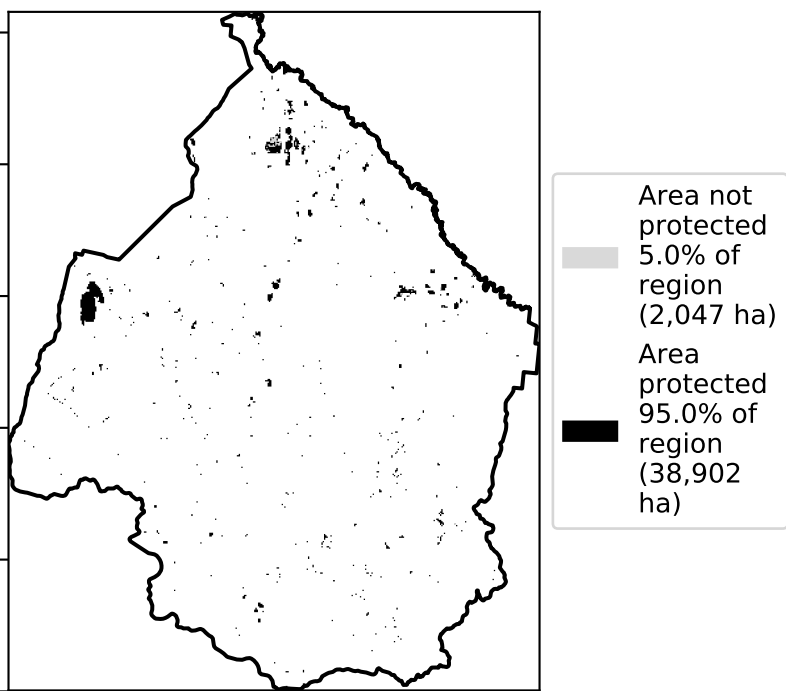 Area not
protected
5.0% of
region
(2,047 ha)
Area
protected
95.0% of
region
(38,902
ha)